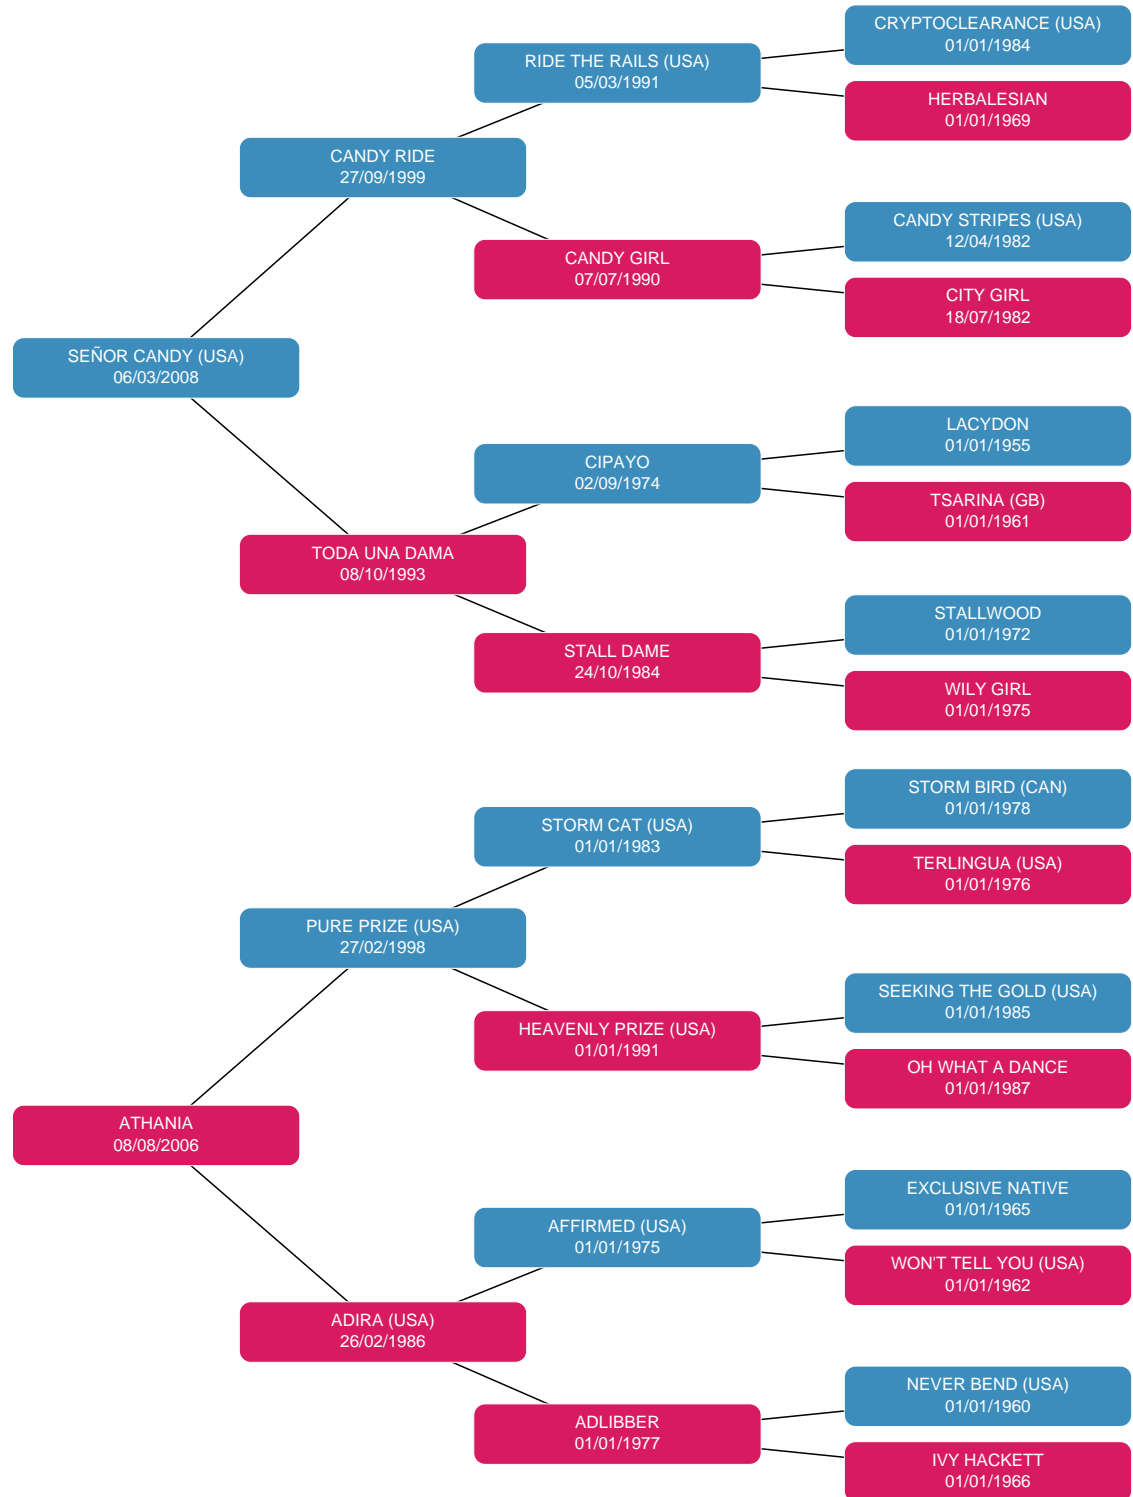 CRYPTOCLEARANCE (USA)
01/01/1984
RIDE THE RAILS (USA)
05/03/1991
HERBALESIAN
01/01/1969
CANDY RIDE
27/09/1999
CANDY STRIPES (USA)
12/04/1982
CANDY GIRL
07/07/1990
CITY GIRL
18/07/1982
SEÑOR CANDY (USA)
06/03/2008
LACYDON
01/01/1955
CIPAYO
02/09/1974
TSARINA (GB)
01/01/1961
TODA UNA DAMA
08/10/1993
STALLWOOD
01/01/1972
STALL DAME
24/10/1984
WILY GIRL
01/01/1975
STORM BIRD (CAN)
01/01/1978
STORM CAT (USA)
01/01/1983
TERLINGUA (USA)
01/01/1976
PURE PRIZE (USA)
27/02/1998
SEEKING THE GOLD (USA)
01/01/1985
HEAVENLY PRIZE (USA)
01/01/1991
OH WHAT A DANCE
01/01/1987
ATHANIA
08/08/2006
EXCLUSIVE NATIVE
01/01/1965
AFFIRMED (USA)
01/01/1975
WON'T TELL YOU (USA)
01/01/1962
ADIRA (USA)
26/02/1986
NEVER BEND (USA)
01/01/1960
ADLIBBER
01/01/1977
IVY HACKETT
01/01/1966